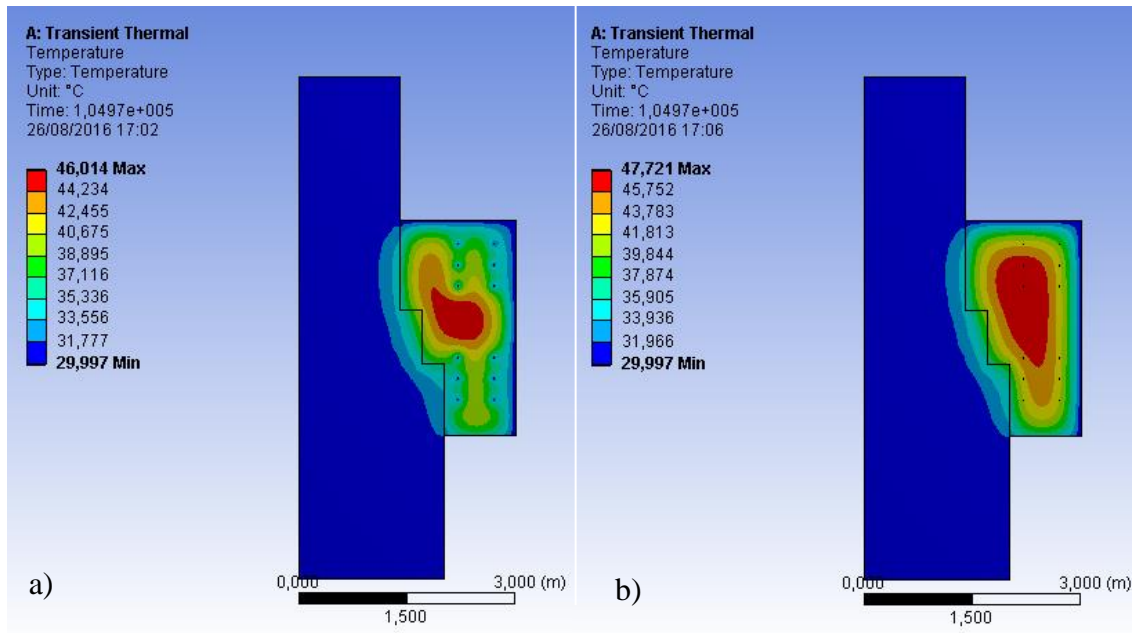 A: Transient Thermal
Temperature
Type: Temperature
Unit: °C
Time: 1,0497e+005
26/08/2016 17:02
46,014 Max
44,234
42,455
40,675
38,895
37,116
35,336
33,556
31,777
29,997 Min
0,000 3,000 (m)
1,500
a)
A: Transient Thermal
Temperature
Type: Temperature
Unit: °C
Time: 1,0497e+005
26/08/2016 17:06
47,721 Max
45,752
43,783
41,813
39,844
37,874
35,905
33,936
31,966
29,997 Min
0,000 3,000 (m)
1,500
b)